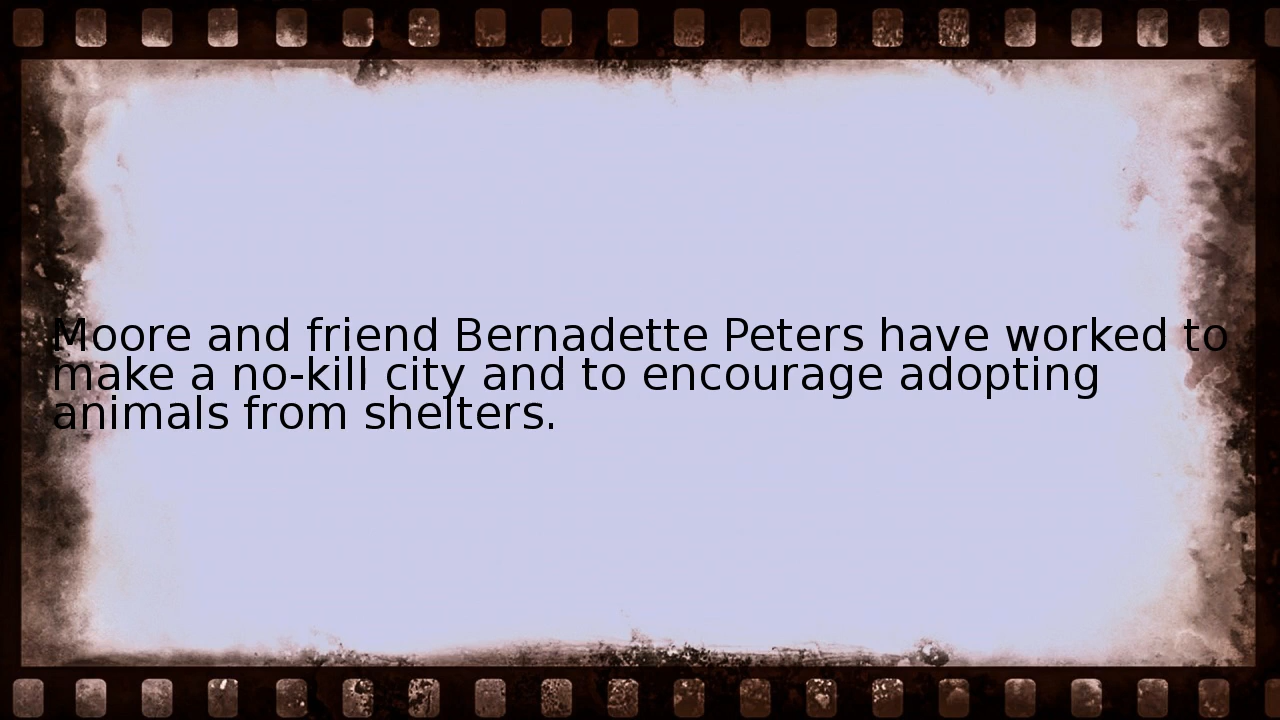 Moore and friend Bernadette Peters have worked to
make a no-kill city and to encourage adopting
animals from shelters.